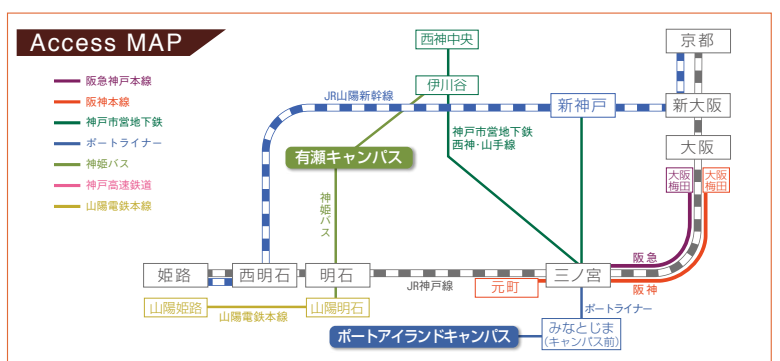 Access MAP
阪急神戸本線
阪神本線
神戸市営地下鉄
ポートライナー
神姫バス
神戸高速鉄道
山陽電鉄本線
西神中央
伊川谷
JR山陽新幹線
新神戸
京都
新大阪
大阪
神戸市営地下鉄
西神・山手線
有瀬キャンパス
大阪
梅田
大阪
梅田
神姫バス
阪急
姫路
西明石
明石
JR神戸線
元町
三ノ宮
阪神
山陽姫路
山陽電鉄本線
山陽明石
ポートライナー
ポートアイランドキャンパス
みなとじま
(キャンパス前)